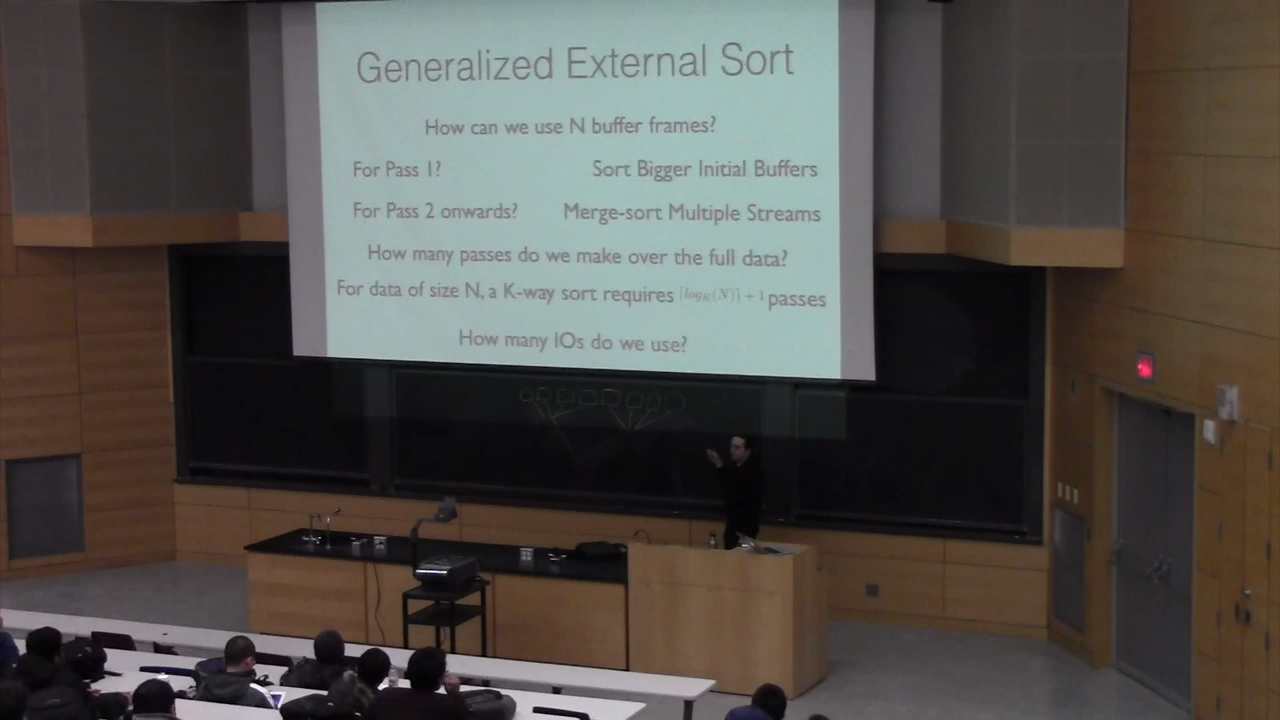 Generalized External Sort
How can we use N buffer frames?
For Pass 1? Sort Bigger Initial Buffers
For Pass 2 onwards? Merge-sort Multiple Streams
How many passes do we make over the full data?
For data of size N, a K-way sort requires ⌈log_K(N)⌉ + 1 passes
How many IOs do we use?